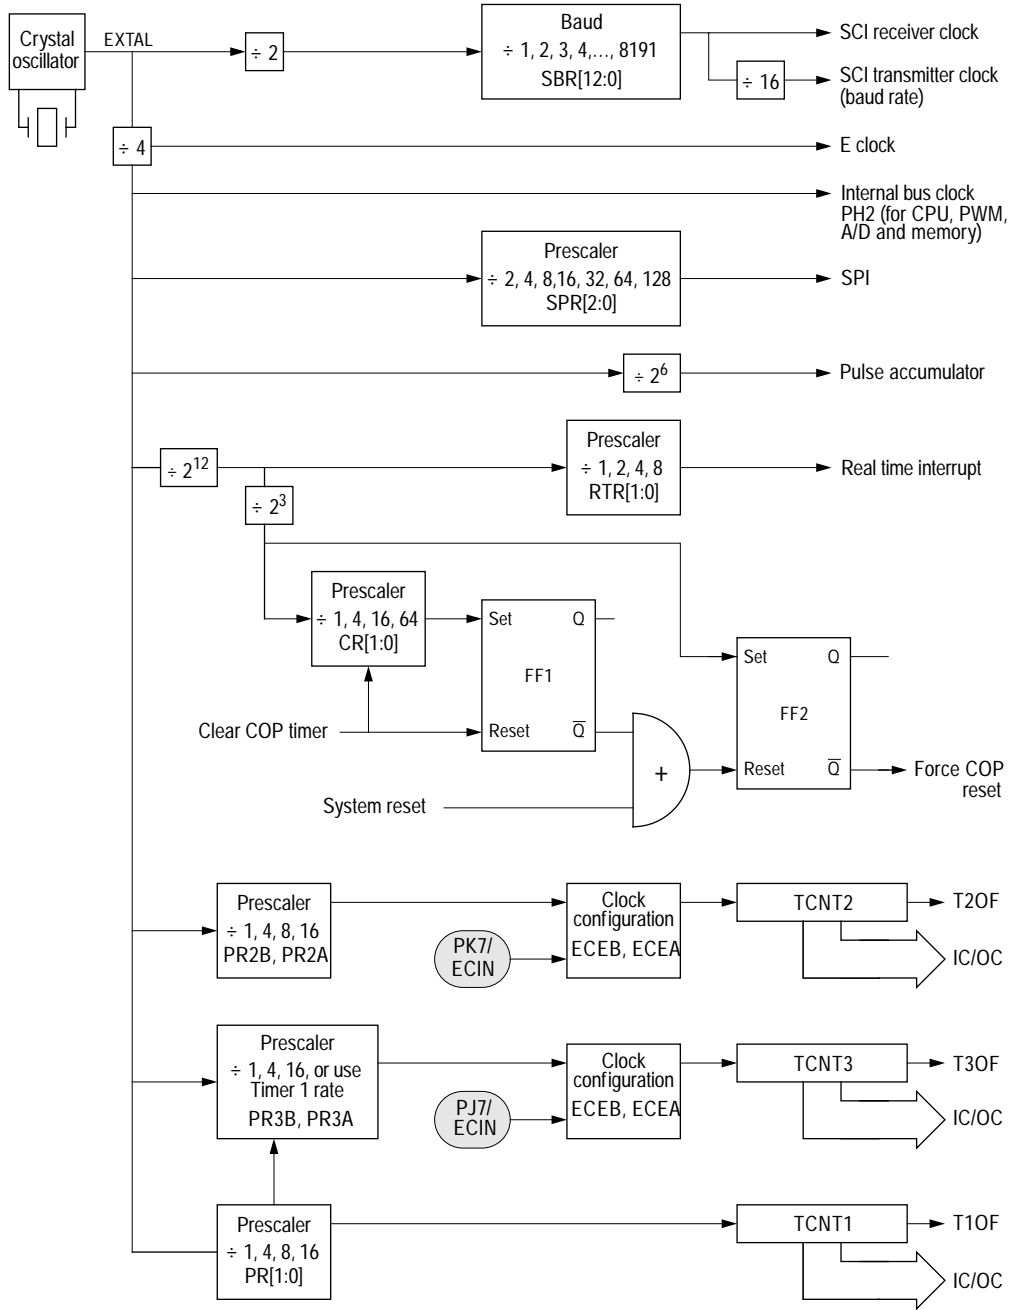 Crystal
oscillator
EXTAL
÷ 2
Baud
÷ 1, 2, 3, 4,..., 8191
SBR[12:0]
SCI receiver clock
÷ 16
SCI transmitter clock
(baud rate)
÷ 4
E clock
Internal bus clock
PH2 (for CPU, PWM,
A/D and memory)
Prescaler
÷ 2, 4, 8,16, 32, 64, 128
SPR[2:0]
SPI
÷ 2⁶
Pulse accumulator
÷ 2¹²
Prescaler
÷ 1, 2, 4, 8
RTR[1:0]
Real time interrupt
÷ 2³
Prescaler
÷ 1, 4, 16, 64
CR[1:0]
Set
Q
FF1
Reset
Q̅
Set
Q
FF2
Reset
Q̅
Clear COP timer
+
System reset
Force COP
reset
Prescaler
÷ 1, 4, 8, 16
PR2B, PR2A
PK7/
ECIN
Clock
configuration
ECEB, ECEA
TCNT2
T2OF
IC/OC
Prescaler
÷ 1, 4, 16, or use
Timer 1 rate
PR3B, PR3A
PJ7/
ECIN
Clock
configuration
ECEB, ECEA
TCNT3
T3OF
IC/OC
Prescaler
÷ 1, 4, 8, 16
PR[1:0]
TCNT1
T1OF
IC/OC